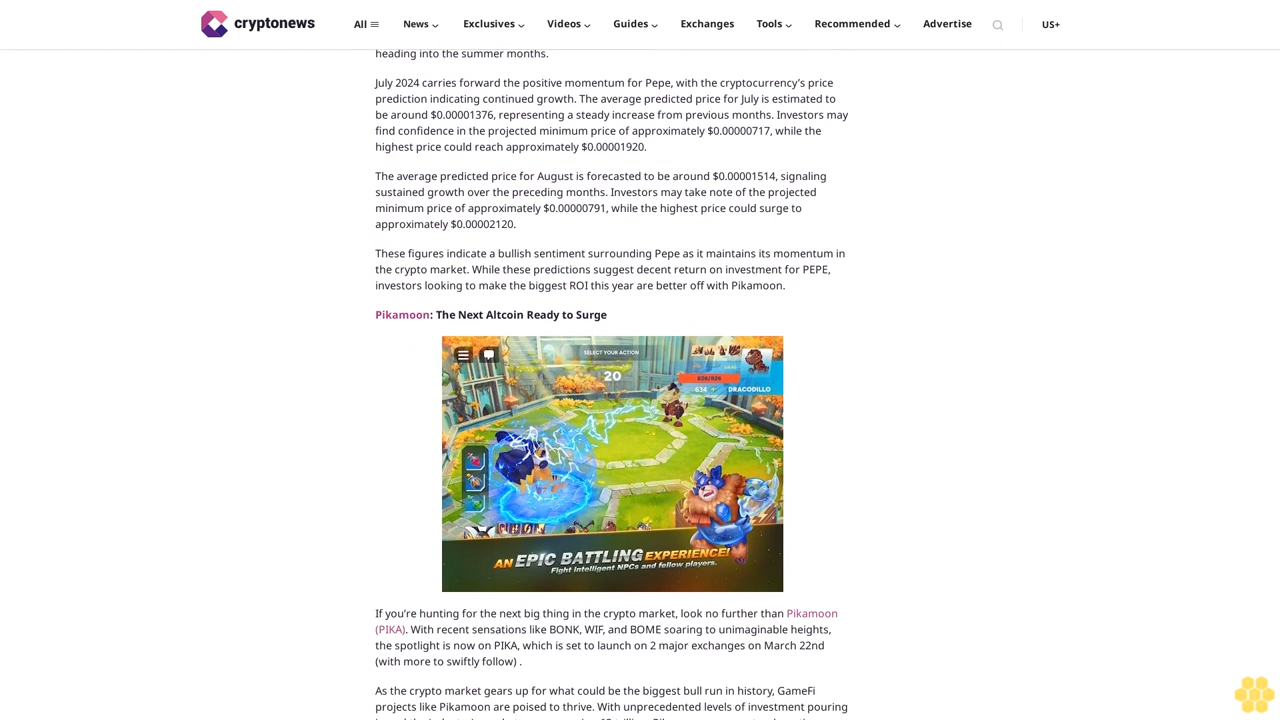 cryptonews
All
News
Exclusives
Videos
Guides
Exchanges
Tools
Recommended
Advertise
US+
heading into the summer months.
July 2024 carries forward the positive momentum for Pepe, with the cryptocurrency’s price
prediction indicating continued growth. The average predicted price for July is estimated to
be around $0.00001376, representing a steady increase from previous months. Investors may
find confidence in the projected minimum price of approximately $0.00000717, while the
highest price could reach approximately $0.00001920.
The average predicted price for August is forecasted to be around $0.00001514, signaling
sustained growth over the preceding months. Investors may take note of the projected
minimum price of approximately $0.00000791, while the highest price could surge to
approximately $0.00002120.
These figures indicate a bullish sentiment surrounding Pepe as it maintains its momentum in
the crypto market. While these predictions suggest decent return on investment for PEPE,
investors looking to make the biggest ROI this year are better off with Pikamoon.
Pikamoon: The Next Altcoin Ready to Surge
SELECT YOUR ACTION
20
826/826
634
DRACODILLO
AN EPIC BATTLING EXPERIENCE!
Fight intelligent NPCs and fellow players.
If you’re hunting for the next big thing in the crypto market, look no further than Pikamoon
(PIKA). With recent sensations like BONK, WIF, and BOME soaring to unimaginable heights,
the spotlight is now on PIKA, which is set to launch on 2 major exchanges on March 22nd
(with more to swiftly follow) .
As the crypto market gears up for what could be the biggest bull run in history, GameFi
projects like Pikamoon are poised to thrive. With unprecedented levels of investment pouring